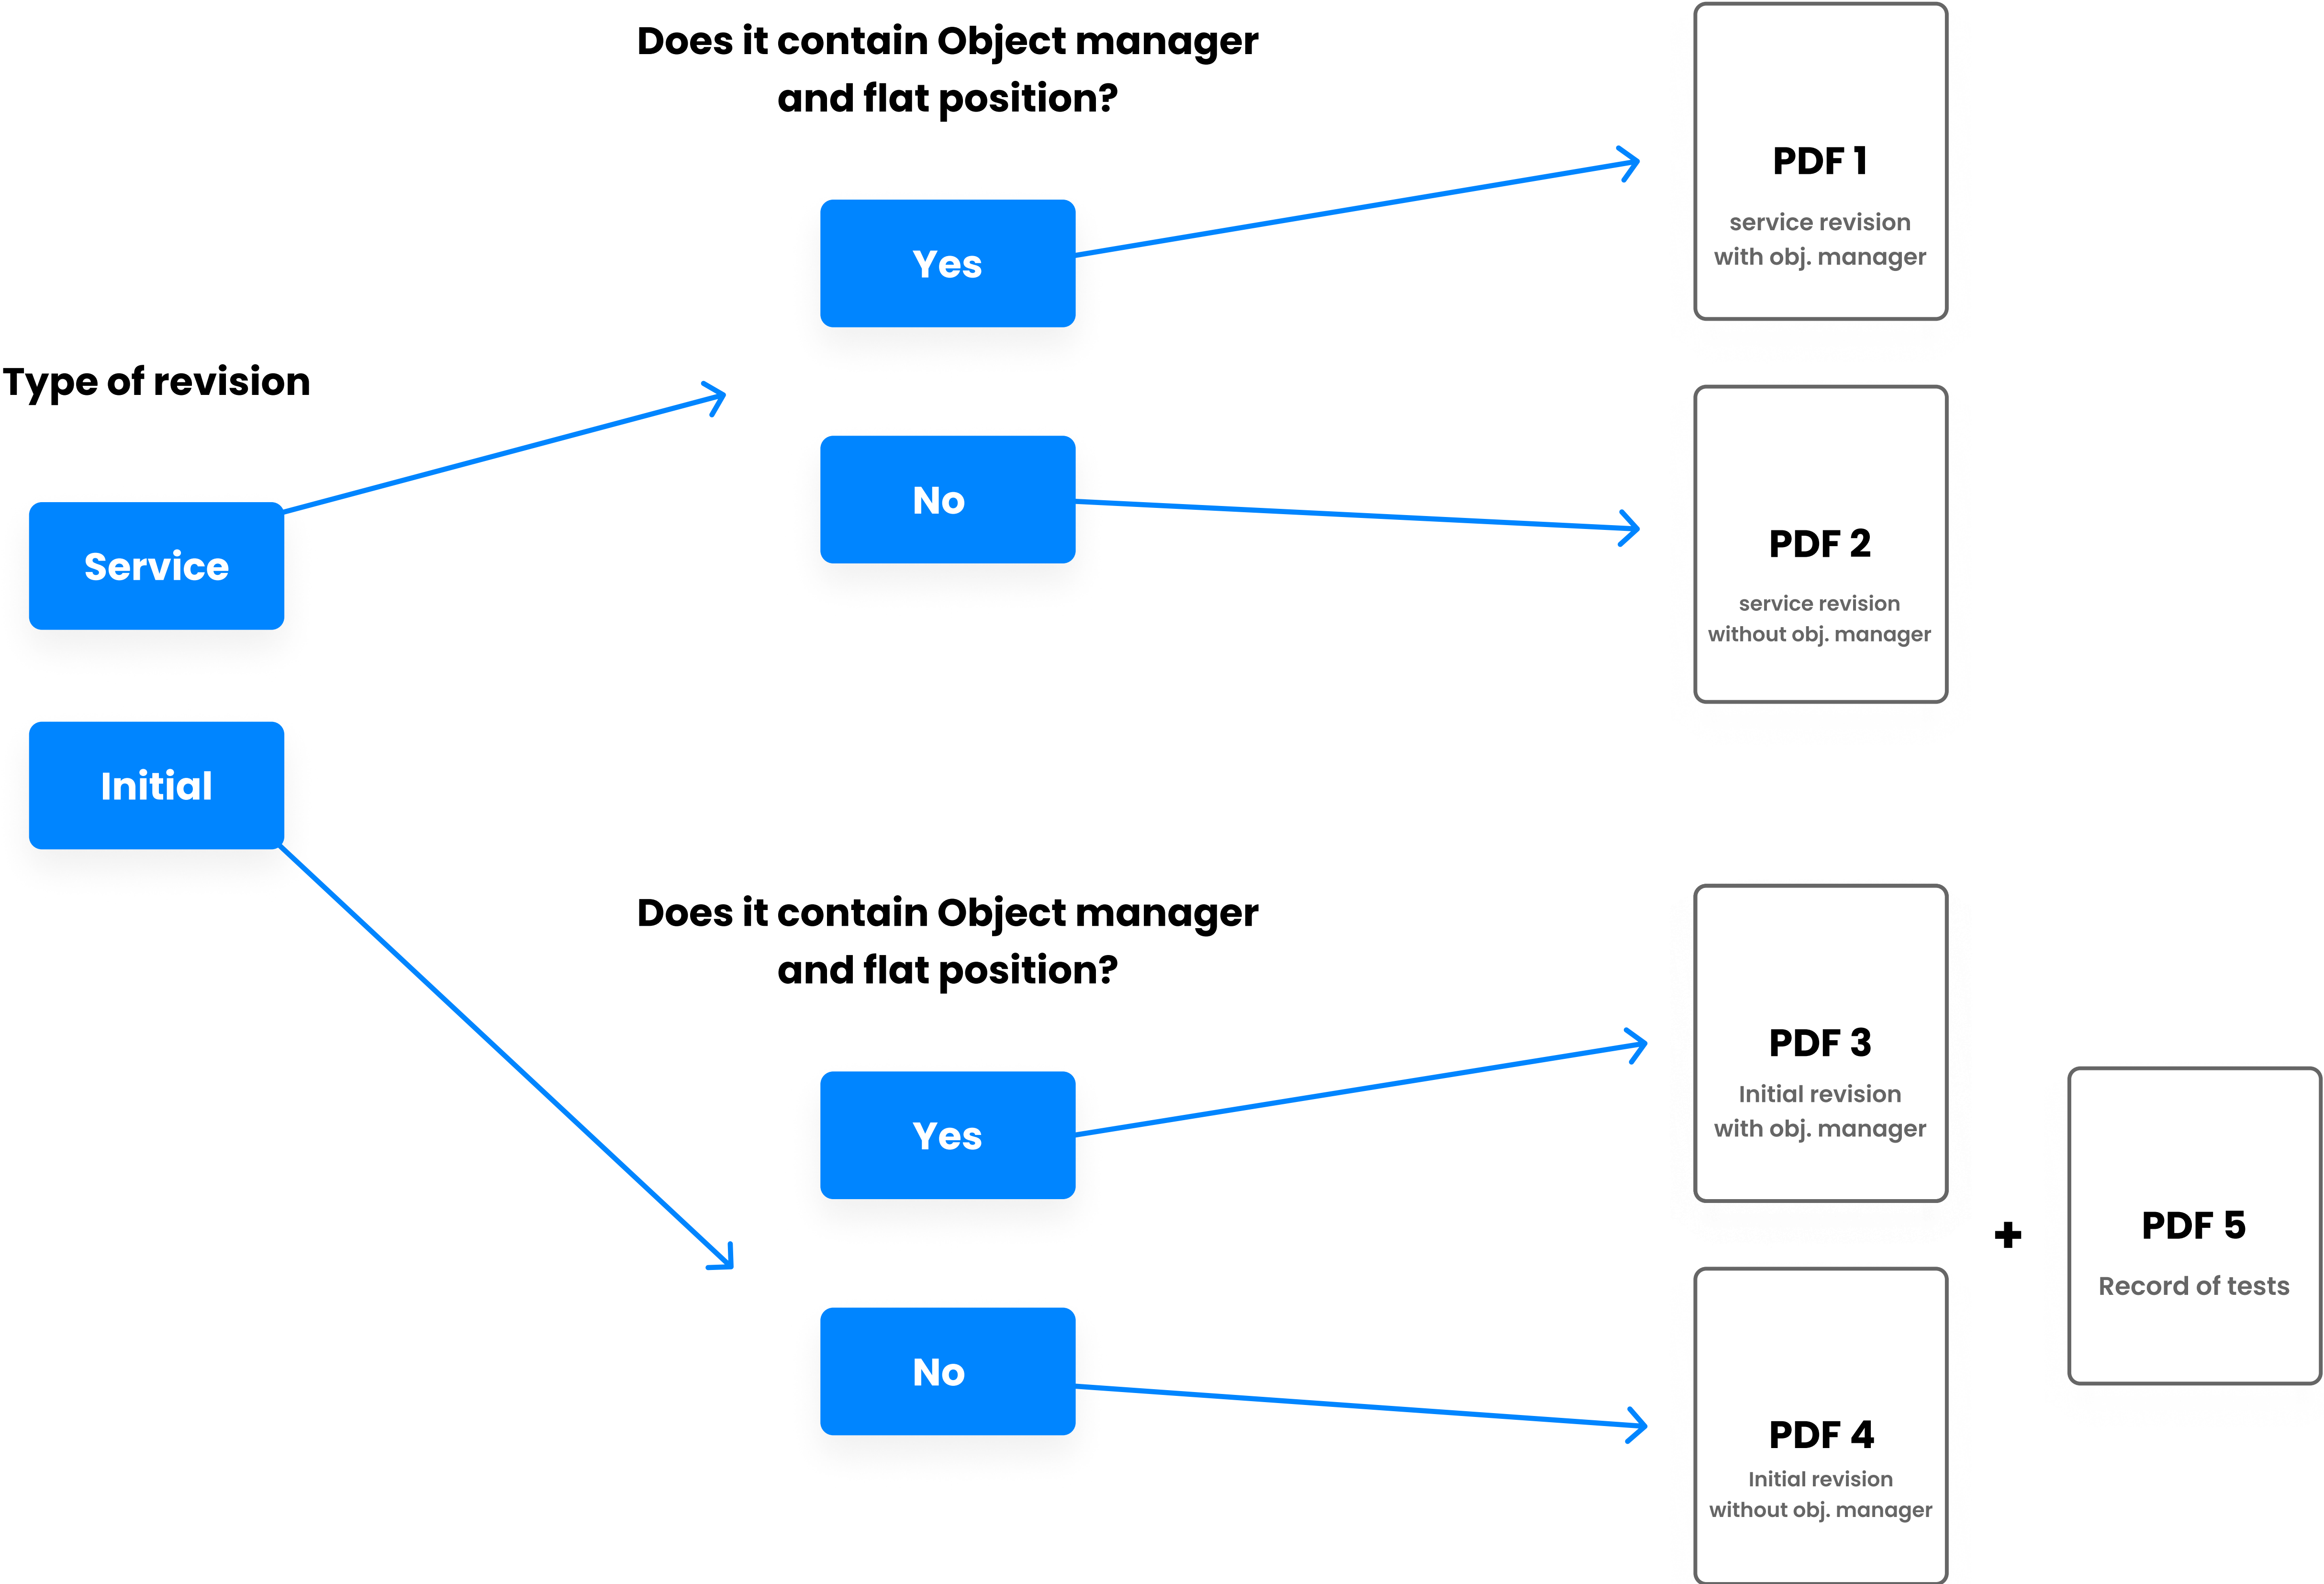 Does it contain Object manager
and flat position?
Yes
No
Type of revision
Service
Initial
PDF 1
service revision
with obj. manager
PDF 2
service revision
without obj. manager
Does it contain Object manager
and flat position?
Yes
No
PDF 3
Initial revision
with obj. manager
+
PDF 4
Initial revision
without obj. manager
PDF 5
Record of tests